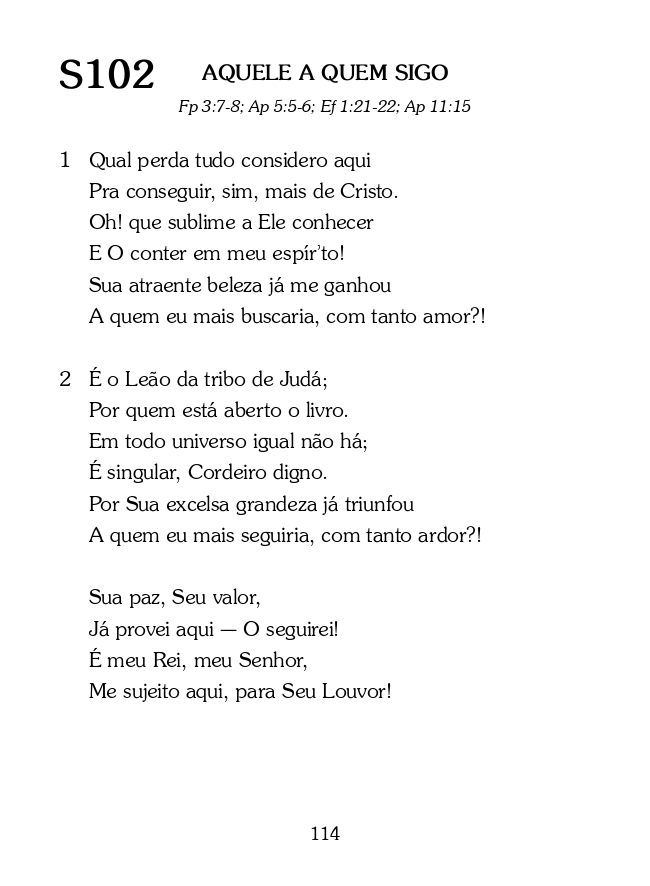 S102 AQUELE A QUEM SIGO
Fp 3:7-8; Ap 5:5-6; Ef 1:21-22; Ap 11:15
1 Qual perda tudo considero aqui
Pra conseguir, sim, mais de Cristo.
Oh! que sublime a Ele conhecer
E O conter em meu espír’to!
Sua atraente beleza já me ganhou
A quem eu mais buscaria, com tanto amor?!
2 É o Leão da tribo de Judá;
Por quem está aberto o livro.
Em todo universo igual não há;
É singular, Cordeiro digno.
Por Sua excelsa grandeza já triunfou
A quem eu mais seguiria, com tanto ardor?!
Sua paz, Seu valor,
Já provei aqui — O seguirei!
É meu Rei, meu Senhor,
Me sujeito aqui, para Seu Louvor!
114